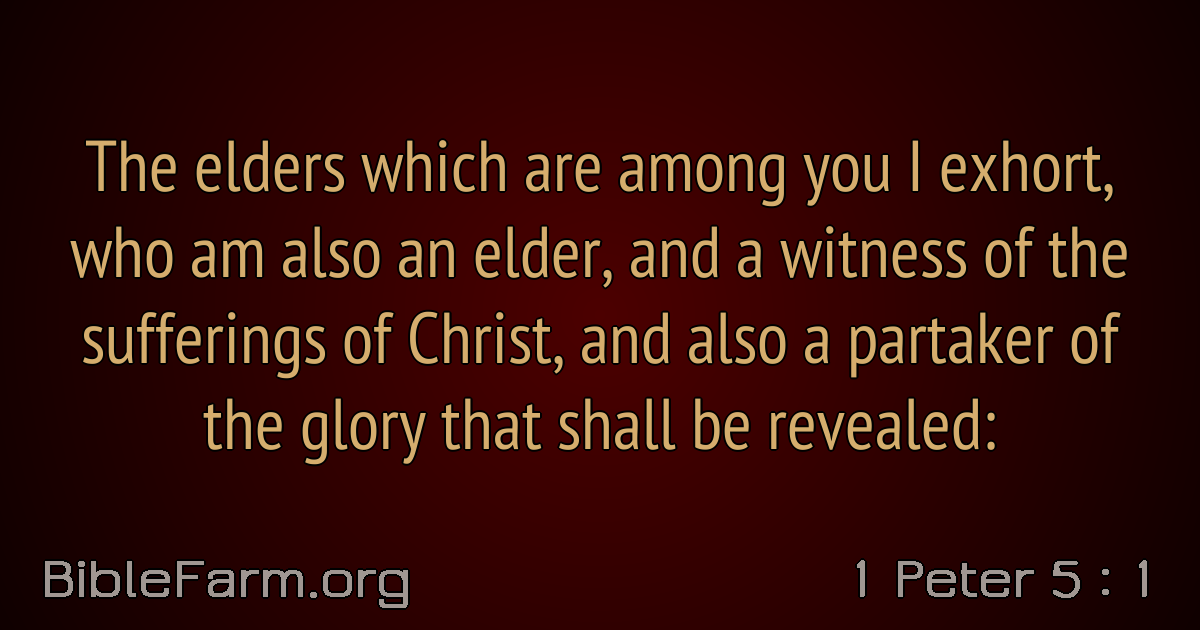 The elders which are among you I exhort,
who am also an elder, and a witness of the
sufferings of Christ, and also a partaker of
the glory that shall be revealed:
BibleFarm.org
1 Peter 5 : 1